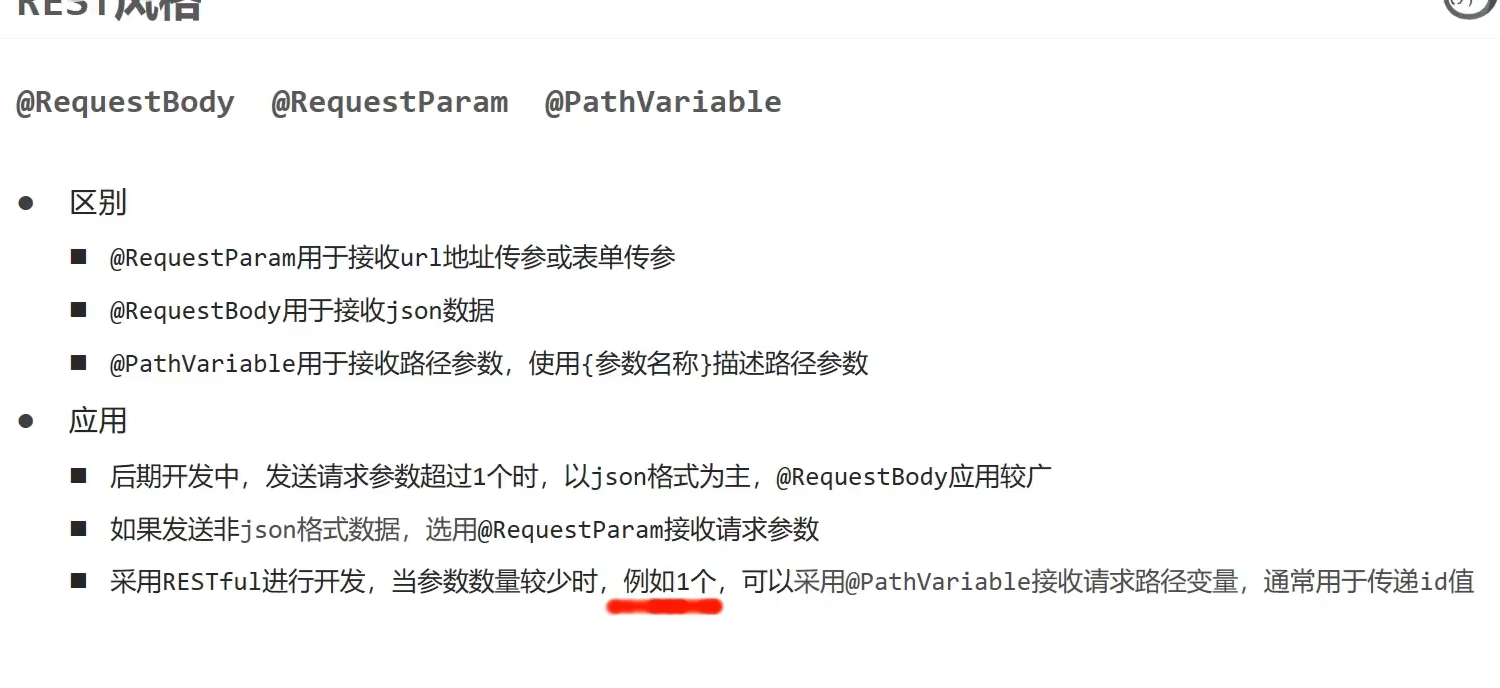 REST风格
@RequestBody @RequestParam @PathVariable
区别
@RequestParam用于接收url地址传参或表单传参
@RequestBody用于接收json数据
@PathVariable用于接收路径参数，使用{参数名称}描述路径参数
应用
后期开发中，发送请求参数超过1个时，以json格式为主，@RequestBody应用较广
如果发送非json格式数据，选用@RequestParam接收请求参数
采用RESTful进行开发，当参数数量较少时，例如1个，可以采用@PathVariable接收请求路径变量，通常用于传递id值